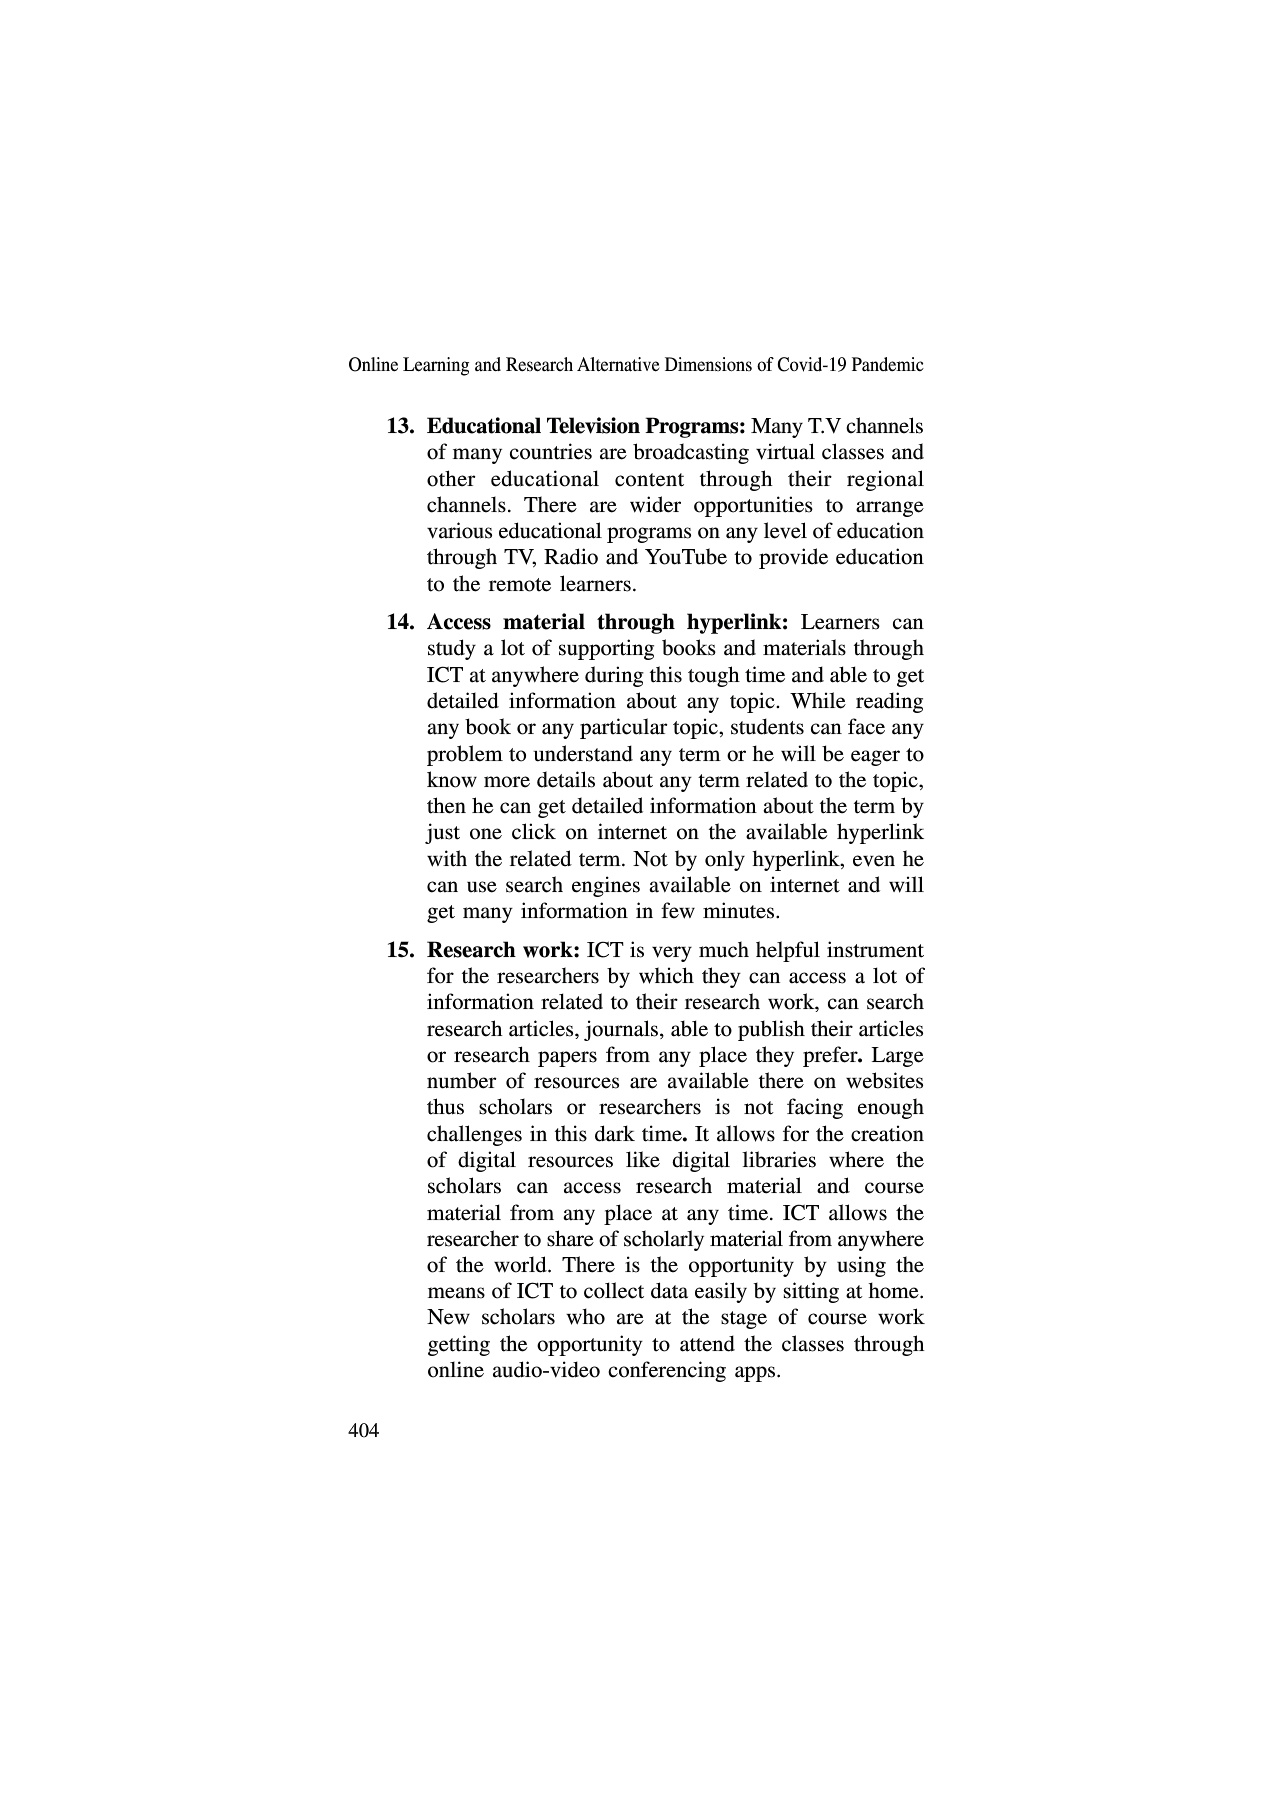 Online Learning and Research Alternative Dimensions of Covid-19 Pandemic
13. Educational Television Programs: Many T.V channels
of many countries are broadcasting virtual classes and
other educational content through their regional
channels. There are wider opportunities to arrange
various educational programs on any level of education
through TV, Radio and YouTube to provide education
to the remote learners.
14. Access material through hyperlink: Learners can
study a lot of supporting books and materials through
ICT at anywhere during this tough time and able to get
detailed information about any topic. While reading
any book or any particular topic, students can face any
problem to understand any term or he will be eager to
know more details about any term related to the topic,
then he can get detailed information about the term by
just one click on internet on the available hyperlink
with the related term. Not by only hyperlink, even he
can use search engines available on internet and will
get many information in few minutes.
15. Research work: ICT is very much helpful instrument
for the researchers by which they can access a lot of
information related to their research work, can search
research articles, journals, able to publish their articles
or research papers from any place they prefer. Large
number of resources are available there on websites
thus scholars or researchers is not facing enough
challenges in this dark time. It allows for the creation
of digital resources like digital libraries where the
scholars can access research material and course
material from any place at any time. ICT allows the
researcher to share of scholarly material from anywhere
of the world. There is the opportunity by using the
means of ICT to collect data easily by sitting at home.
New scholars who are at the stage of course work
getting the opportunity to attend the classes through
online audio-video conferencing apps.
404